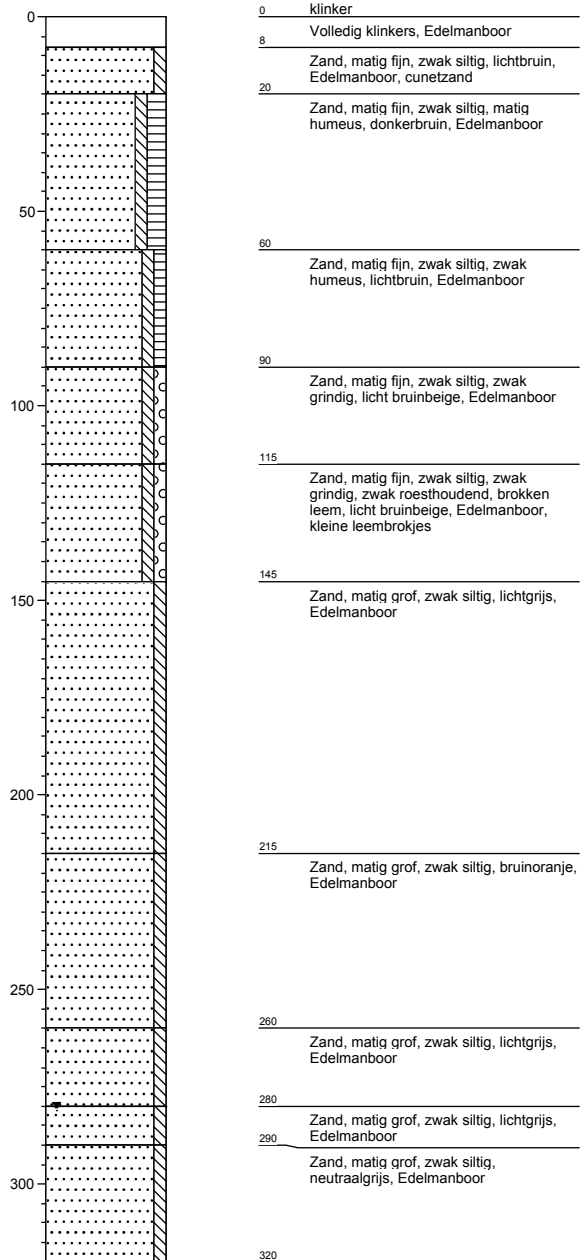 0
0
klinker
Volledig klinkers, Edelmanboor
8
Zand, matig fijn, zwak siltig, lichtbruin,
Edelmanboor, cunetzand
20
Zand, matig fijn, zwak siltig, matig
humeus, donkerbruin, Edelmanboor
50
60
Zand, matig fijn, zwak siltig, zwak
humeus, lichtbruin, Edelmanboor
90
Zand, matig fijn, zwak siltig, zwak
grindig, licht bruinbeige, Edelmanboor
100
115
Zand, matig fijn, zwak siltig, zwak
grindig, zwak roesthoudend, brokken
leem, licht bruinbeige, Edelmanboor,
kleine leembrokjes
145
150
Zand, matig grof, zwak siltig, lichtgrijs,
Edelmanboor
200
215
Zand, matig grof, zwak siltig, bruinoranje,
Edelmanboor
250
260
Zand, matig grof, zwak siltig, lichtgrijs,
Edelmanboor
280
Zand, matig grof, zwak siltig, lichtgrijs,
Edelmanboor
290
Zand, matig grof, zwak siltig,
neutraalgrijs, Edelmanboor
300
320